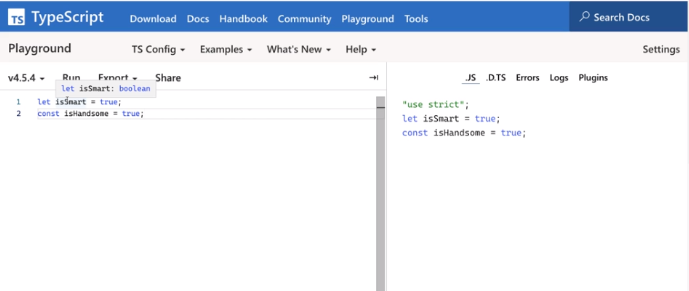 TS TypeScript Download Docs Handbook Community Playground Tools Search Docs
Playground TS Config Examples What's New Help Settings
v4.5.4 Run Export Share .JS .D.TS Errors Logs Plugins
let isSmart: boolean
1 let isSmart = true;
2 const isHandsome = true;
"use strict";
let isSmart = true;
const isHandsome = true;